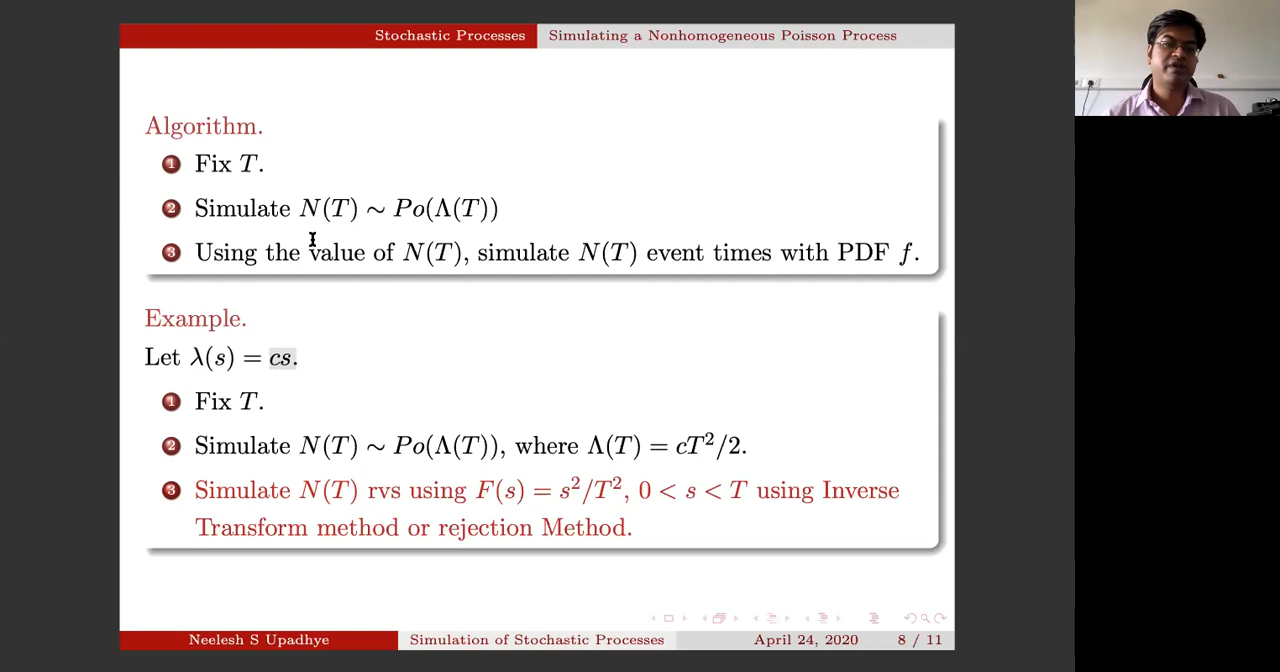 Stochastic Processes Simulating a Nonhomogeneous Poisson Process
Algorithm.
1 Fix T.
2 Simulate N(T) ∼ Po(Λ(T))
3 Using the value of N(T), simulate N(T) event times with PDF f.
Example.
Let λ(s) = cs.
1 Fix T.
2 Simulate N(T) ∼ Po(Λ(T)), where Λ(T) = cT²/2.
3 Simulate N(T) rvs using F(s) = s²/T², 0 < s < T using Inverse
Transform method or rejection Method.
Neelesh S Upadhye Simulation of Stochastic Processes April 24, 2020 8 / 11